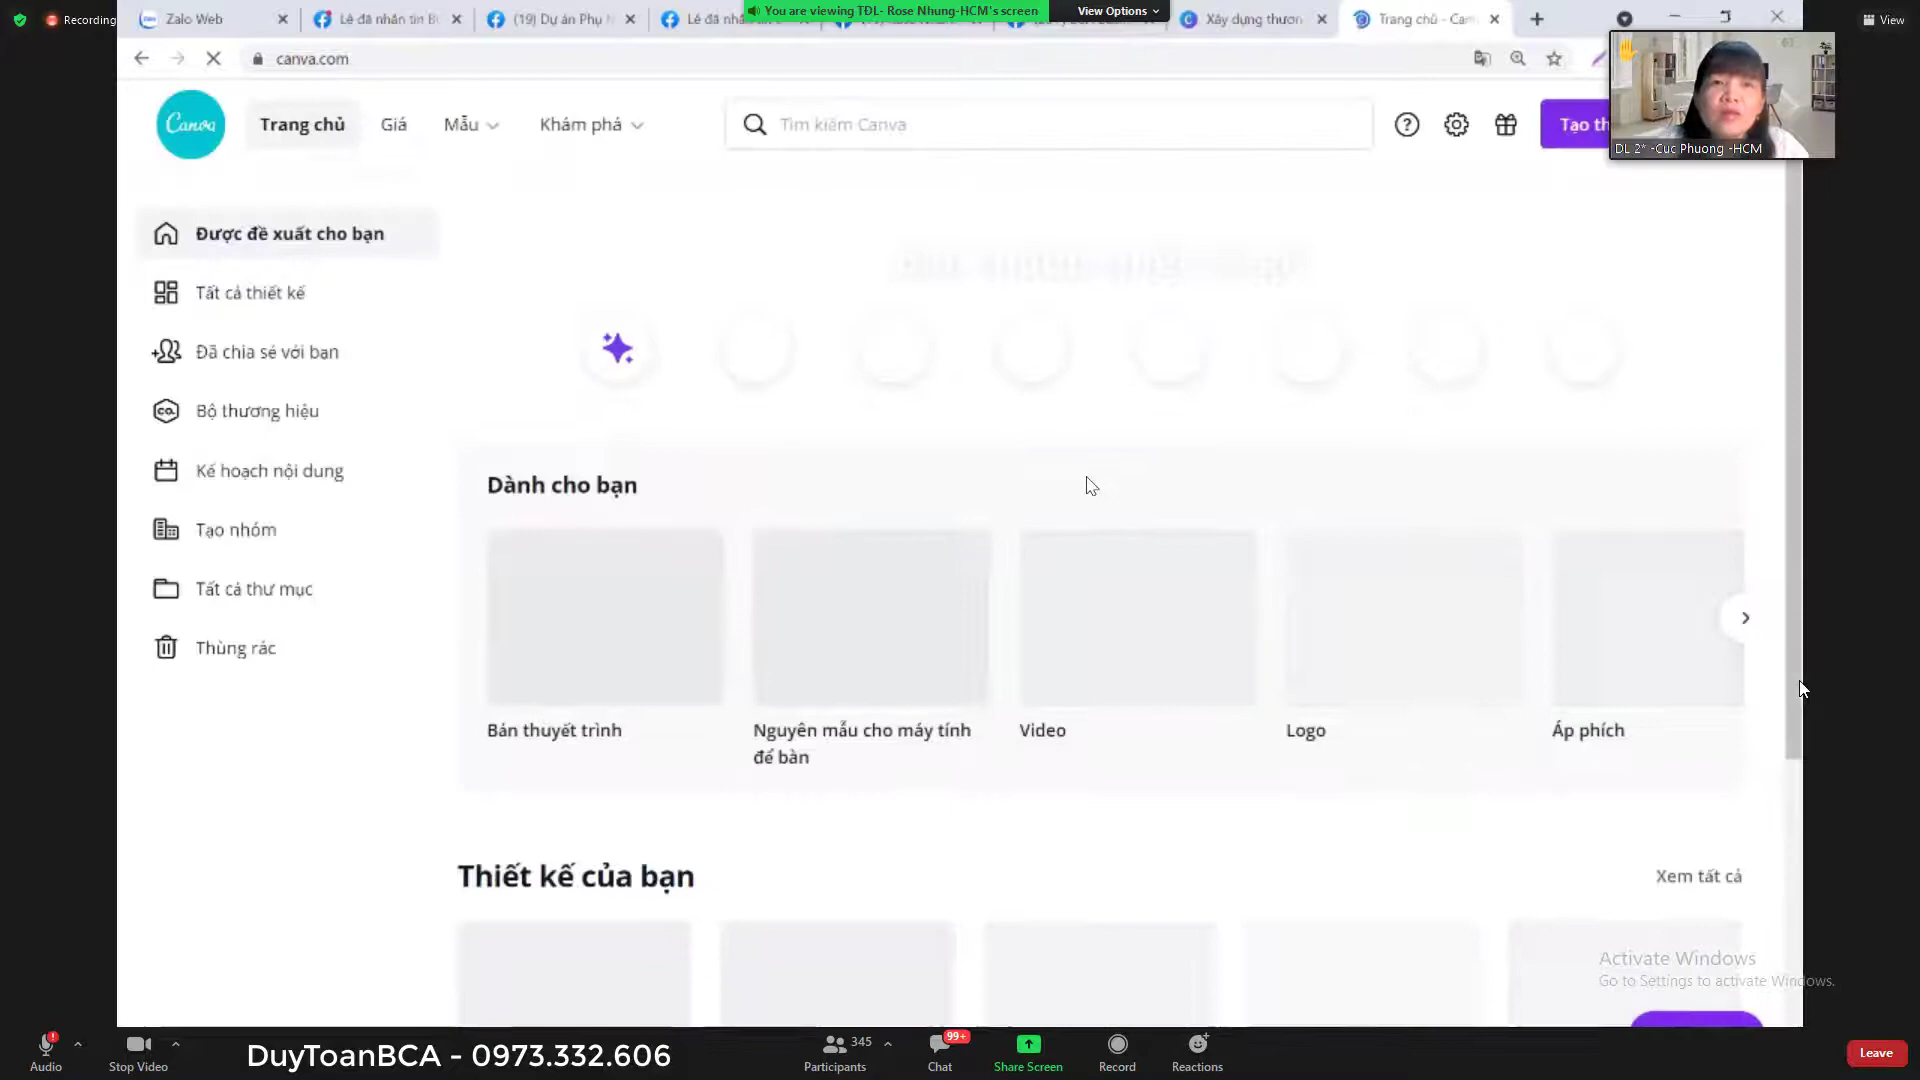 Recording
Zalo Web
Lê đã nhắn tin B
(19) Dự án Phụ N
Lê đã nhắ
You are viewing TĐL- Rose Nhung-HCM's screen
View Options
Xây dựng thươn
Trang chủ - Can
View
canva.com
Canva
Trang chủ
Giá
Mẫu
Khám phá
Tìm kiếm Canva
Tạo th
DL 2* -Cuc Phuong -HCM
Được đề xuất cho bạn
Tất cả thiết kế
Đã chia sẻ với bạn
CO.
Bộ thương hiệu
Kế hoạch nội dung
Tạo nhóm
Tất cả thư mục
Thùng rác
Dành cho bạn
Bản thuyết trình
Nguyên mẫu cho máy tính
để bàn
Video
Logo
Áp phích
Thiết kế của bạn
Xem tất cả
Activate Windows
Go to Settings to activate Windows.
Audio
Stop Video
DuyToanBCA - 0973.332.606
345
Participants
99+
Chat
Share Screen
Record
Reactions
Leave